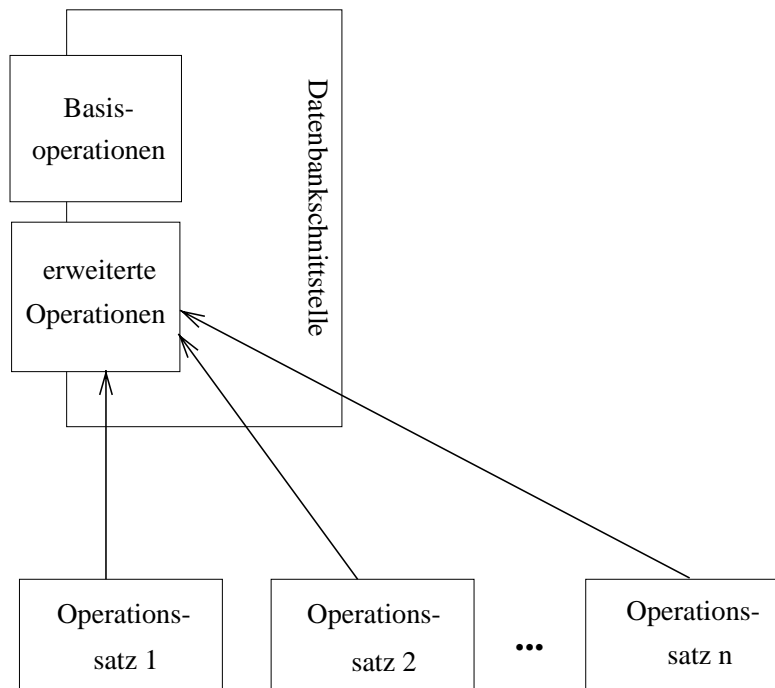 Basis-
operationen
Datenbankschnittstelle
erweiterte
Operationen
Operations-
satz 1
Operations-
satz 2
...
Operations-
satz n